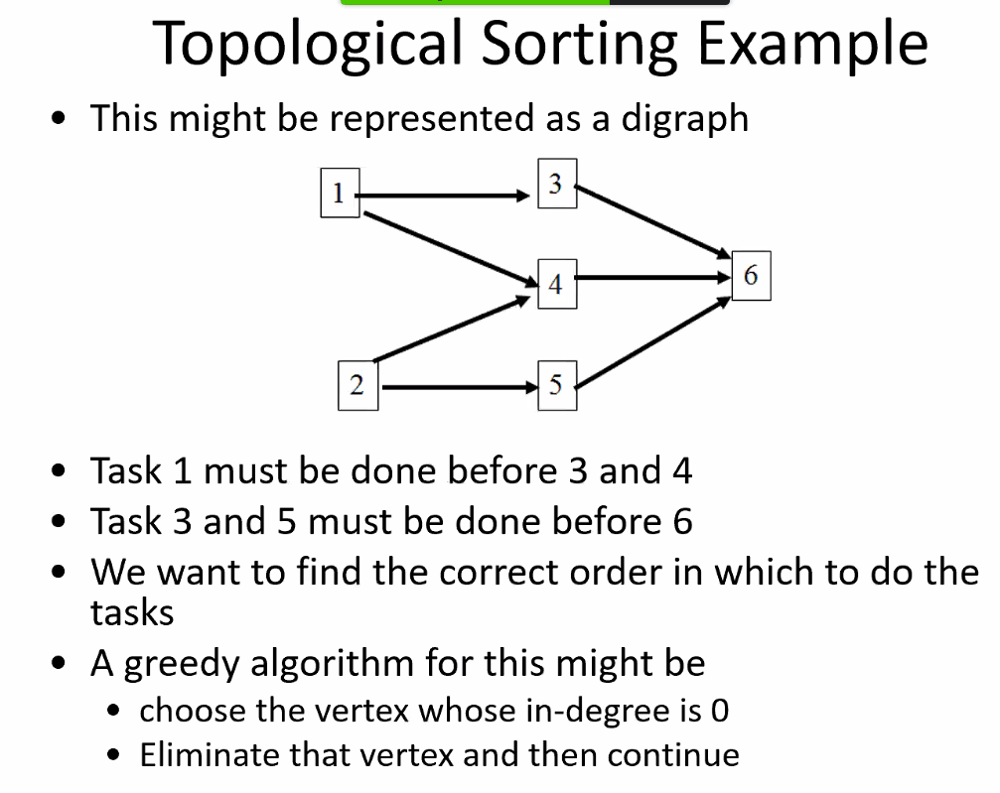 Topological Sorting Example
• This might be represented as a digraph
1
3
4
6
2
5
• Task 1 must be done before 3 and 4
• Task 3 and 5 must be done before 6
• We want to find the correct order in which to do the
tasks
• A greedy algorithm for this might be
• choose the vertex whose in-degree is 0
• Eliminate that vertex and then continue